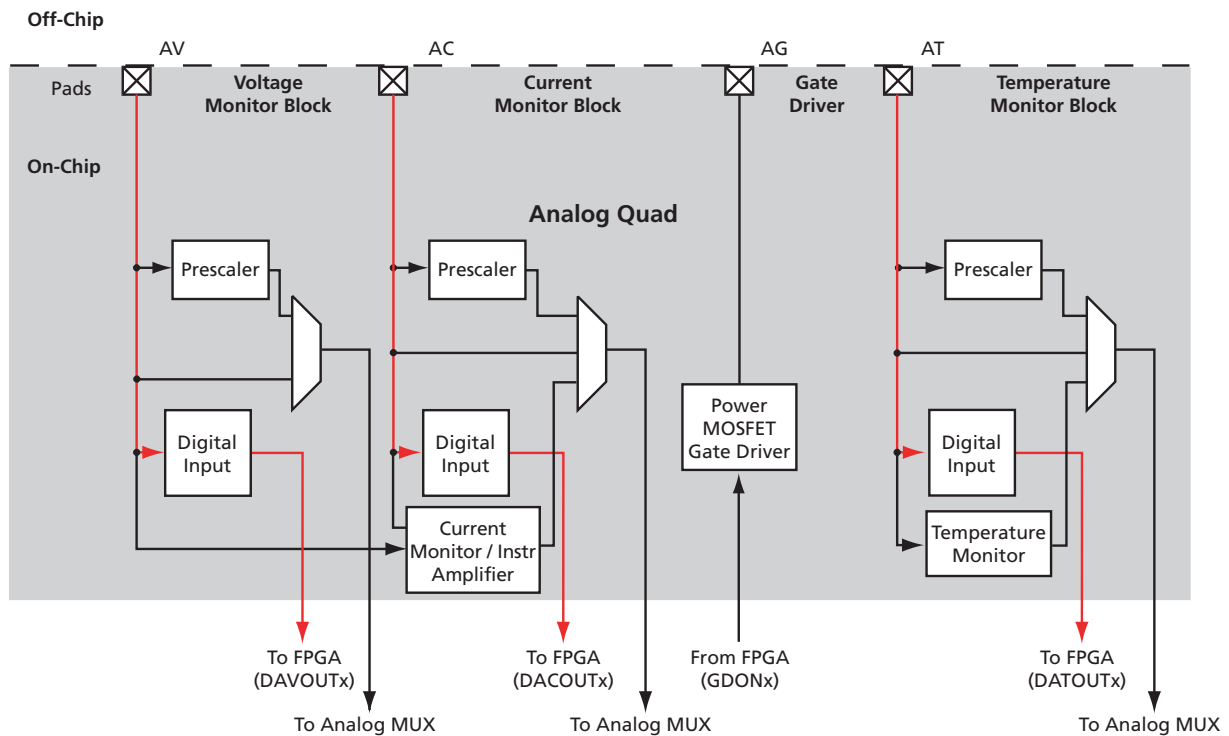 Off-Chip
AV
AC
AG
AT
Pads
Voltage
Monitor Block
Current
Monitor Block
Gate
Driver
Temperature
Monitor Block
On-Chip
Analog Quad
Prescaler
Prescaler
Prescaler
Digital
Input
Digital
Input
Power
MOSFET
Gate Driver
Digital
Input
Current
Monitor / Instr
Amplifier
Temperature
Monitor
To FPGA
(DAVOUTx)
To FPGA
(DACOUTx)
From FPGA
(GDONx)
To FPGA
(DATOUTx)
To Analog MUX
To Analog MUX
To Analog MUX